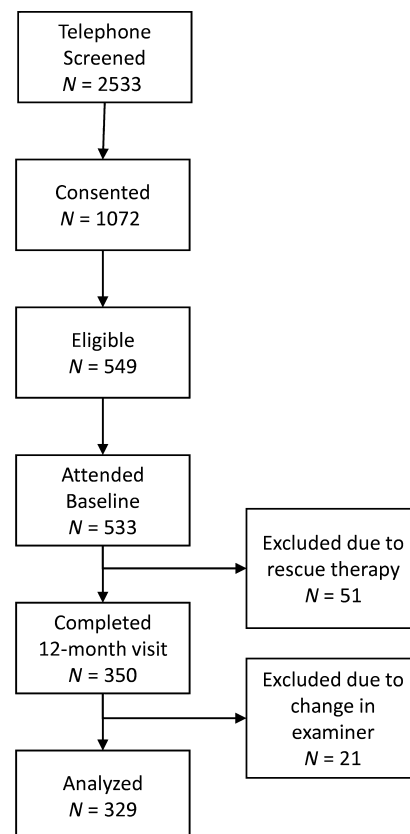 Telephone
Screened
N = 2533
Consented
N = 1072
Eligible
N = 549
Attended
Baseline
N = 533
Excluded due to
rescue therapy
N = 51
Completed
12-month visit
N = 350
Excluded due to
change in
examiner
N = 21
Analyzed
N = 329